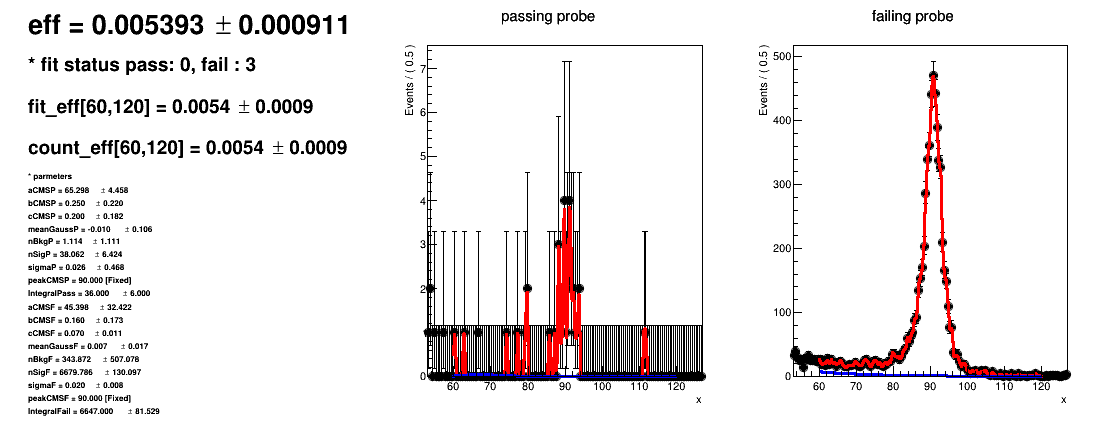 eff = 0.005393 ± 0.000911
* fit status pass: 0, fail : 3
fit_eff[60,120] = 0.0054 ± 0.0009
count_eff[60,120] = 0.0054 ± 0.0009
* parmeters
aCMSP = 65.298 ± 4.458
bCMSP = 0.250 ± 0.220
cCMSP = 0.200 ± 0.182
meanGaussP = -0.010 ± 0.106
nBkgP = 1.114 ± 1.111
nSigP = 38.062 ± 6.424
sigmaP = 0.026 ± 0.468
peakCMSP = 90.000 [Fixed]
IntegralPass = 36.000 ± 6.000
aCMSF = 45.398 ± 32.422
bCMSF = 0.160 ± 0.173
cCMSF = 0.070 ± 0.011
meanGaussF = 0.007 ± 0.017
nBkgF = 343.872 ± 507.078
nSigF = 6679.786 ± 130.097
sigmaF = 0.020 ± 0.008
peakCMSF = 90.000 [Fixed]
IntegralFail = 6647.000 ± 81.529
passing probe
Events / ( 0.5 )
7
6
5
4
3
2
1
0
60 70 80 90 100 110 120
x
failing probe
Events / ( 0.5 )
500
400
300
200
100
0
60 70 80 90 100 110 120
x